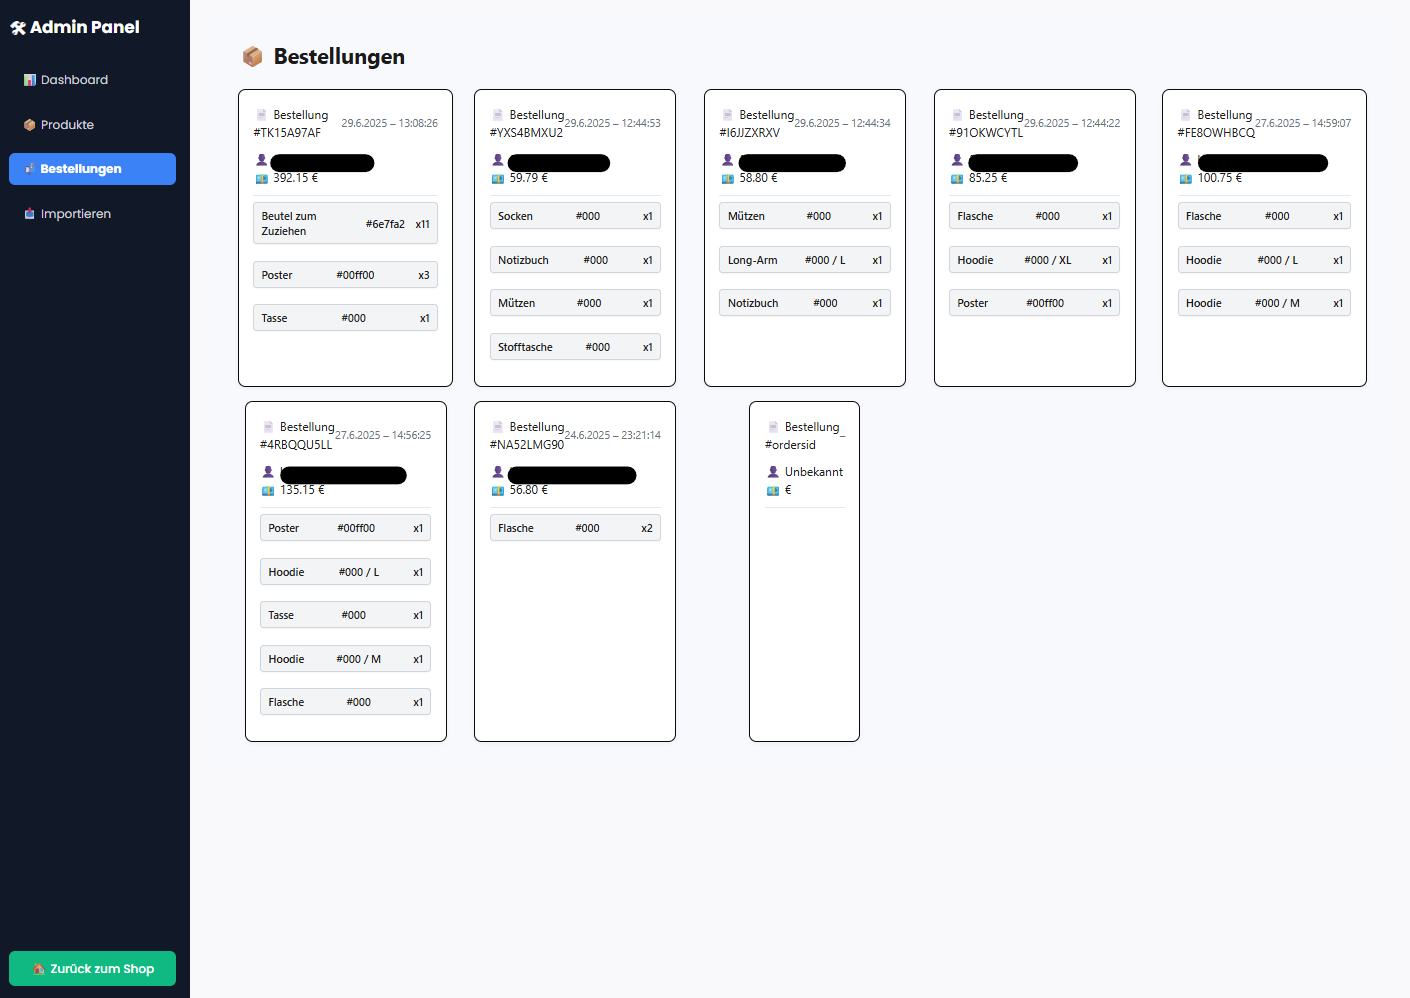 Admin Panel
Dashboard
Produkte
Bestellungen
Importieren
Zurück zum Shop
Bestellungen
Bestellung
#TK15A97AF
29.6.2025 – 13:08:26
392.15 €
Beutel zum
Zuziehen
#6e7fa2 x11
Poster #00ff00 x3
Tasse #000 x1
Bestellung
#YXS4BMXU2
29.6.2025 – 12:44:53
59.79 €
Socken #000 x1
Notizbuch #000 x1
Mützen #000 x1
Stofftasche #000 x1
Bestellung
#I6JJZXRXV
29.6.2025 – 12:44:34
58.80 €
Mützen #000 x1
Long-Arm #000 / L x1
Notizbuch #000 x1
Bestellung
#91OKWCYTL
29.6.2025 – 12:44:22
85.25 €
Flasche #000 x1
Hoodie #000 / XL x1
Poster #00ff00 x1
Bestellung
#FE8OWHBCQ
27.6.2025 – 14:59:07
100.75 €
Flasche #000 x1
Hoodie #000 / L x1
Hoodie #000 / M x1
Bestellung
#4RBQQU5LL
27.6.2025 – 14:56:25
135.15 €
Poster #00ff00 x1
Hoodie #000 / L x1
Tasse #000 x1
Hoodie #000 / M x1
Flasche #000 x1
Bestellung
#NA52LMG90
24.6.2025 – 23:21:14
56.80 €
Flasche #000 x2
Bestellung
#ordersid
–
Unbekannt
€